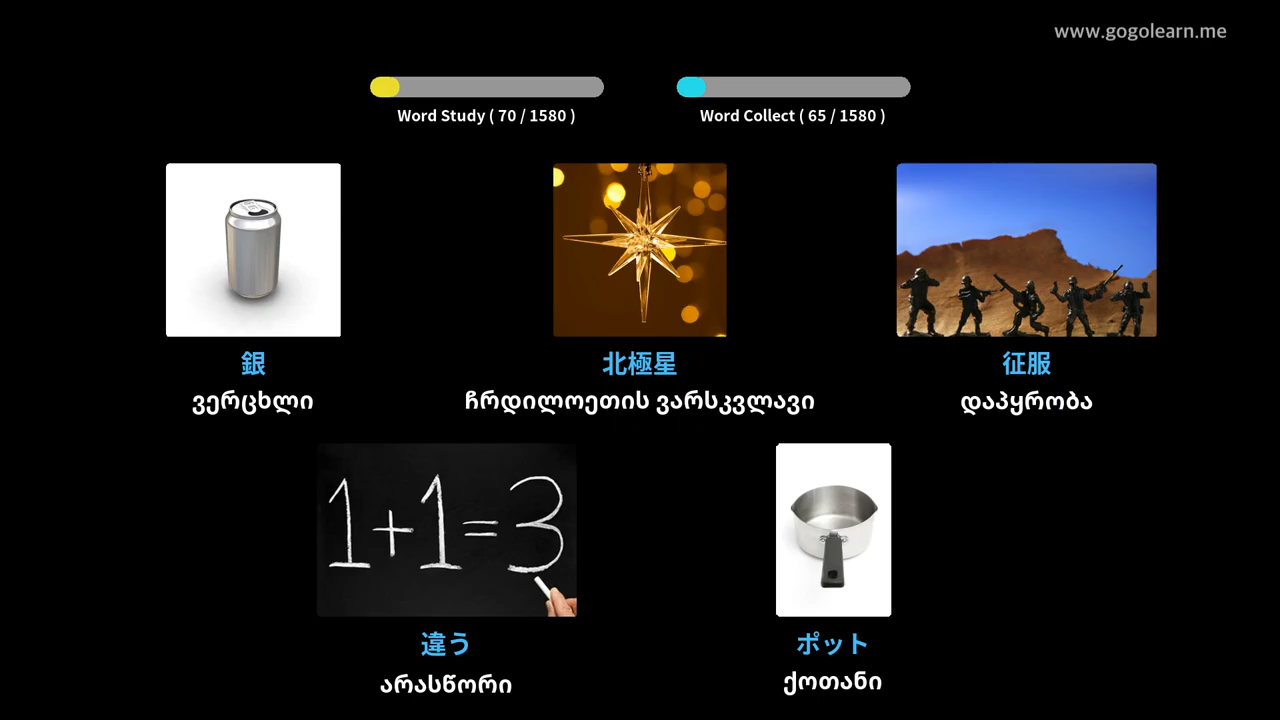 www.gogolearn.me
Word Study ( 70 / 1580 )
Word Collect ( 65 / 1580 )
銀
ვერცხლი
北極星
ჩრდილოეთის ვარსკვლავი
征服
დაპყრობა
1+1=3
違う
არასწორი
ポット
ქოთანი